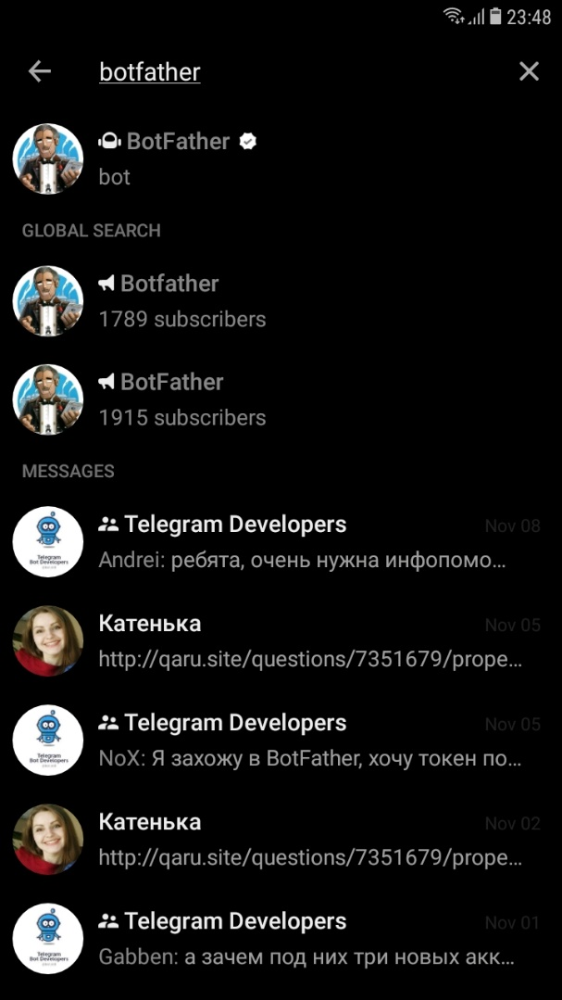 23:48
botfather
BotFather
bot
GLOBAL SEARCH
Botfather
1789 subscribers
BotFather
1915 subscribers
MESSAGES
Telegram Developers Nov 08
Andrei: ребята, очень нужна инфопомо...
Telegram
Bot Developers
Катенька Nov 05
http://qaru.site/questions/7351679/prope...
Telegram Developers Nov 05
NoX: Я захожу в BotFather, хочу токен по...
Telegram
Bot Developers
Катенька Nov 02
http://qaru.site/questions/7351679/prope...
Telegram Developers Nov 01
Gabben: а зачем под них три новых акк...
Telegram
Bot Developers